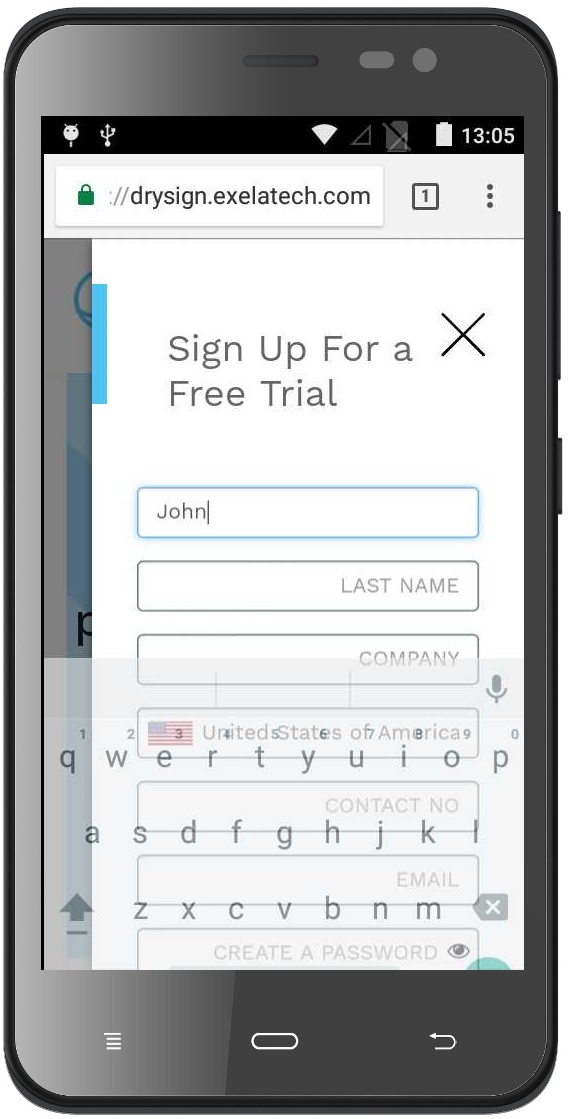 13:05
://drysign.exelatech.com
1
Sign Up For a
Free Trial
John
LAST NAME
COMPANY
United States of America
1 2 3 4 5 6 7 8 9 0
q w e r t y u i o p
CONTACT NO
a s d f g h j k l
EMAIL
z x c v b n m
CREATE A PASSWORD
p